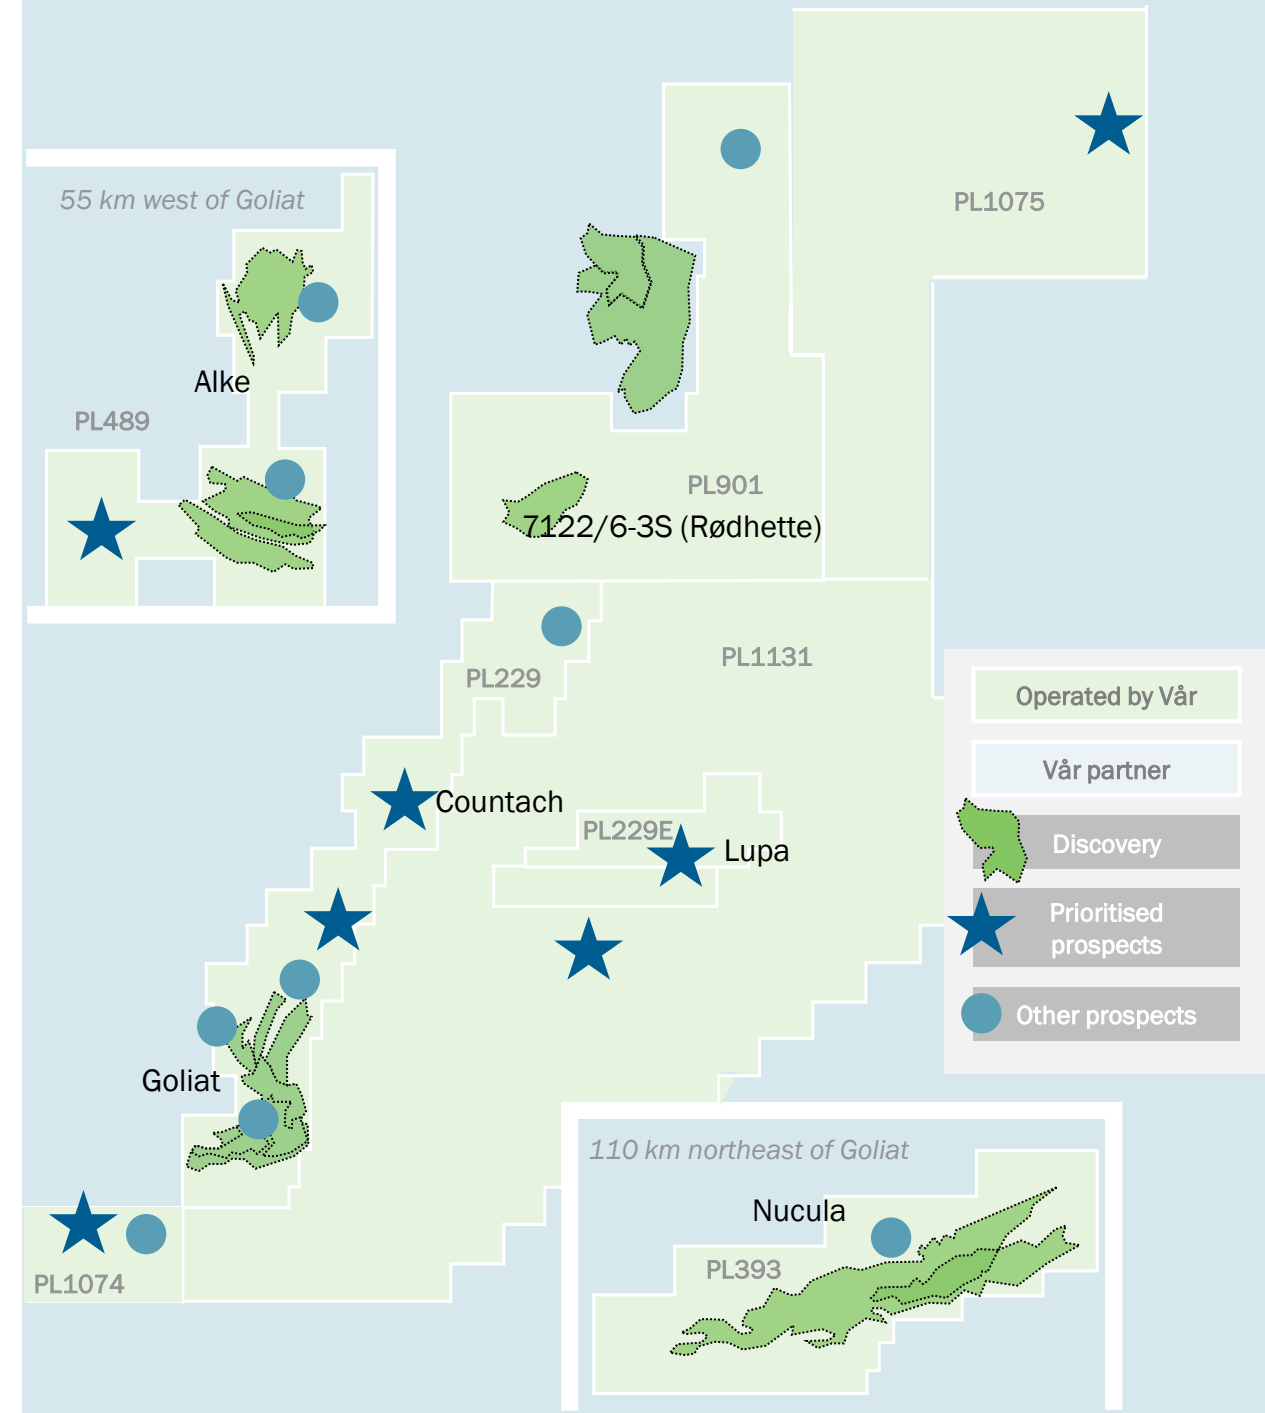 PL1075
55 km west of Goliat
Alke
PL489
PL901
7122/6-3S (Rødhette)
PL229
PL1131
Countach
PL229E
Lupa
Goliat
PL1074
Operated by Vår
Vår partner
Discovery
Prioritised
prospects
Other prospects
110 km northeast of Goliat
Nucula
PL393